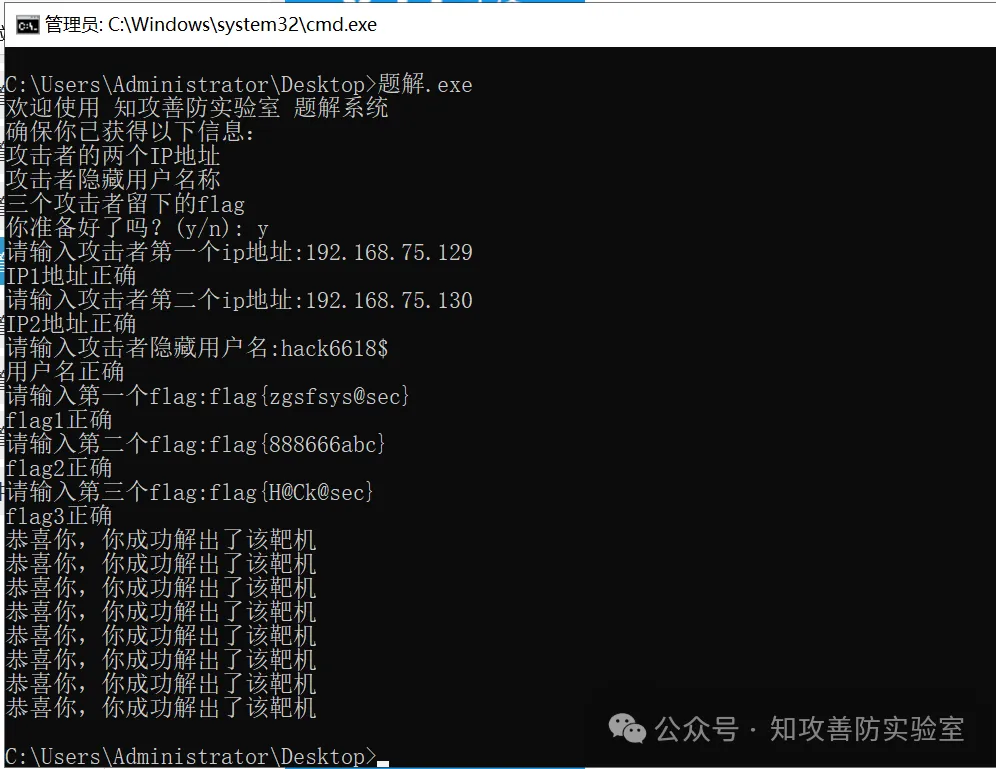 管理员: C:\Windows\system32\cmd.exe
C:\Users\Administrator\Desktop>题解.exe
欢迎使用 知攻善防实验室 题解系统
确保你已获得以下信息:
攻击者的两个IP地址
攻击者隐藏用户名称
三个攻击者留下的flag
你准备好了吗? (y/n): y
请输入攻击者第一个ip地址:192.168.75.129
IP1地址正确
请输入攻击者第二个ip地址:192.168.75.130
IP2地址正确
请输入攻击者隐藏用户名:hack6618$
用户名正确
请输入第一个flag:flag{zgsfsys@sec}
flag1正确
请输入第二个flag:flag{888666abc}
flag2正确
请输入第三个flag:flag{H@Ck@sec}
flag3正确
恭喜你, 你成功解出了该靶机
恭喜你, 你成功解出了该靶机
恭喜你, 你成功解出了该靶机
恭喜你, 你成功解出了该靶机
恭喜你, 你成功解出了该靶机
恭喜你, 你成功解出了该靶机
恭喜你, 你成功解出了该靶机
恭喜你, 你成功解出了该靶机
C:\Users\Administrator\Desktop>
公众号 · 知攻善防实验室